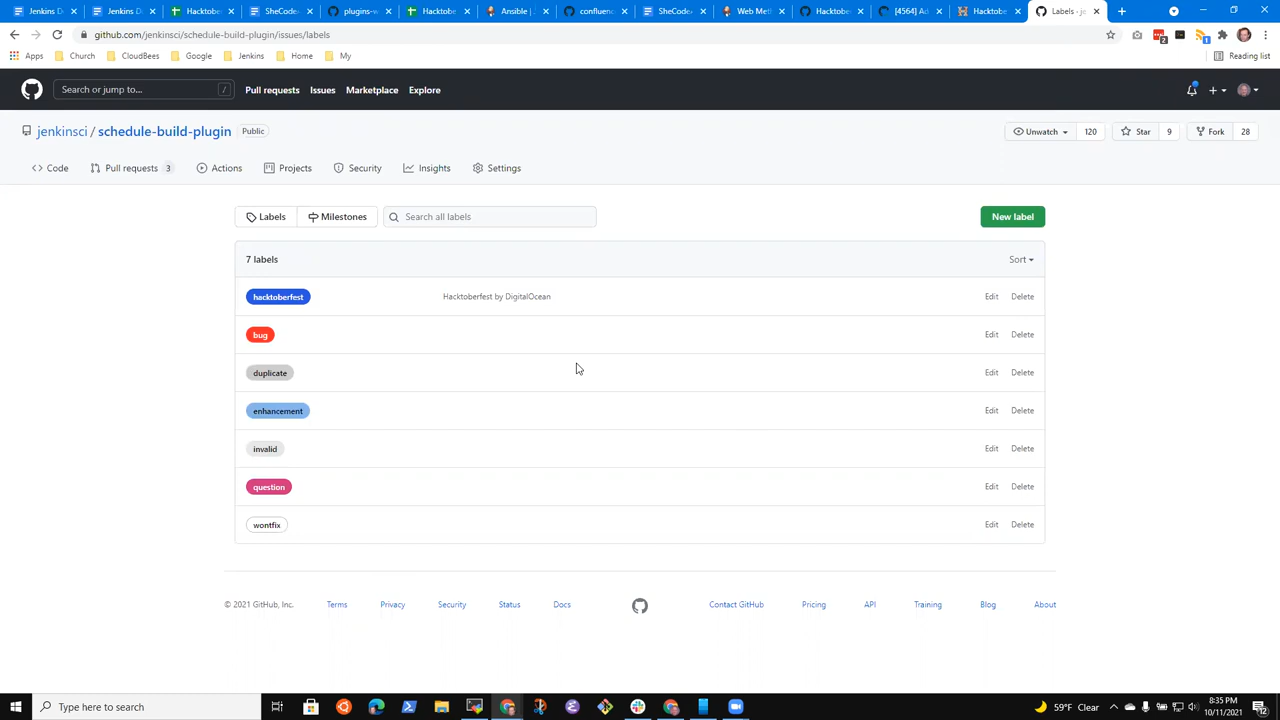 Jenkins D
Jenkins D
Hacktobe
SheCode
plugins-w
Hacktobe
Ansible |
confluenc
SheCode
Web Met
Hacktobe
[4564] Ad
Hacktobe
Labels - je
github.com/jenkinsci/schedule-build-plugin/issues/labels
Apps Church CloudBees Google Jenkins Home My Reading list
Search or jump to... / Pull requests Issues Marketplace Explore
jenkinsci / schedule-build-plugin Public Unwatch 120 Star 9 Fork 28
Code Pull requests 3 Actions Projects Security Insights Settings
Labels Milestones Search all labels New label
7 labels Sort
hacktoberfest Hacktoberfest by DigitalOcean Edit Delete
bug Edit Delete
duplicate Edit Delete
enhancement Edit Delete
invalid Edit Delete
question Edit Delete
wontfix Edit Delete
© 2021 GitHub, Inc. Terms Privacy Security Status Docs Contact GitHub Pricing API Training Blog About
Type here to search 59°F Clear 8:35 PM
10/11/2021